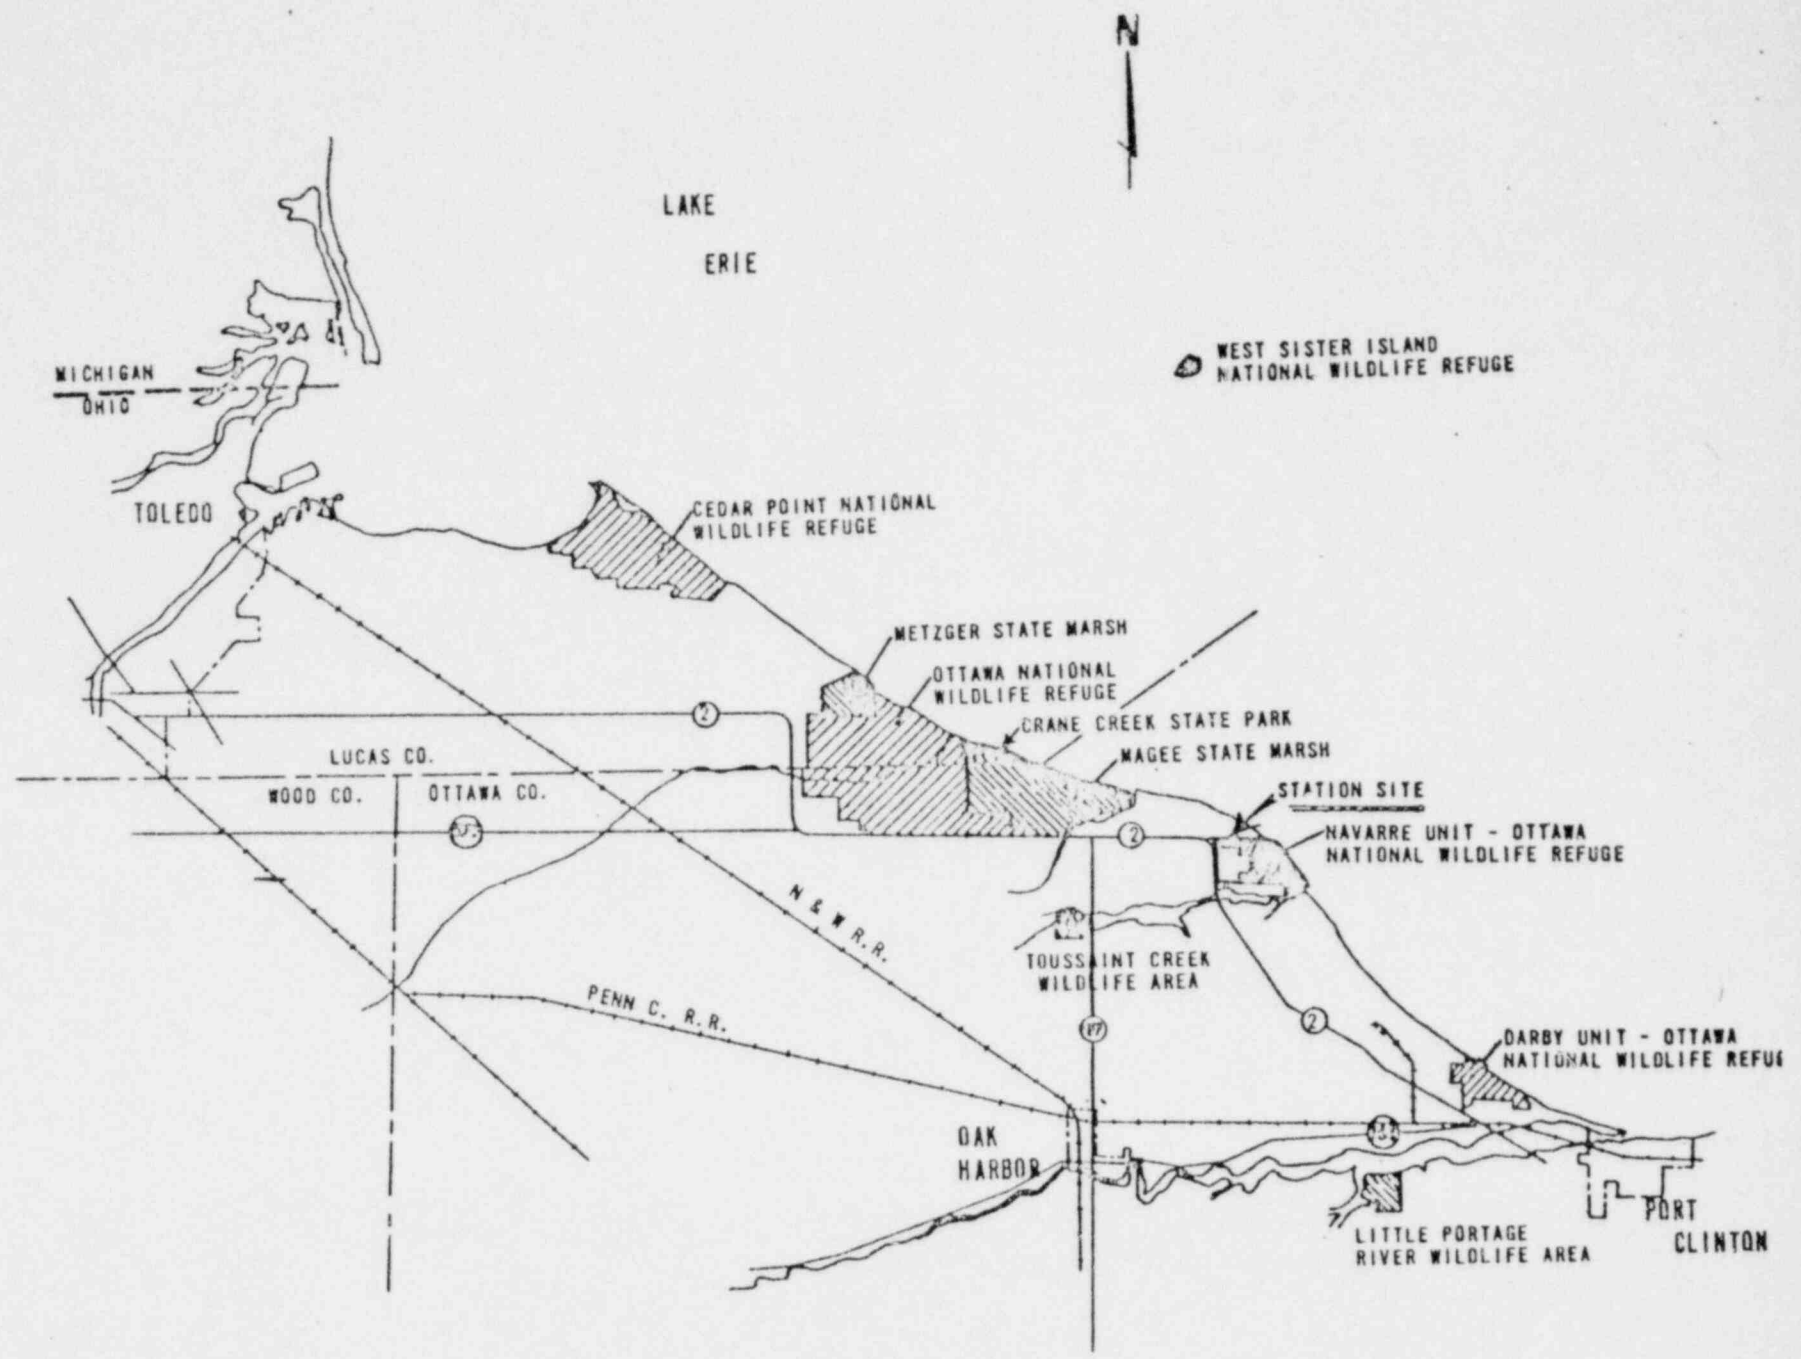 N
LAKE
ERIE
WEST SISTER ISLAND
NATIONAL WILDLIFE REFUGE
MICHIGAN
OHIO
TOLEDO
CEDAR POINT NATIONAL
WILDLIFE REFUGE
METZGER STATE MARSH
OTTAWA NATIONAL
WILDLIFE REFUGE
CRANE CREEK STATE PARK
2
MAGEE STATE MARSH
LUCAS CO.
WOOD CO.
OTTAWA CO.
STATION SITE
2
NAVARRE UNIT - OTTAWA
NATIONAL WILDLIFE REFUGE
N & W R.R.
TOUSSAINT CREEK
WILDLIFE AREA
PENN C. R.R.
2
DARBY UNIT - OTTAWA
NATIONAL WILDLIFE REFUG
OAK
HARBOR
PORT
CLINTON
LITTLE PORTAGE
RIVER WILDLIFE AREA